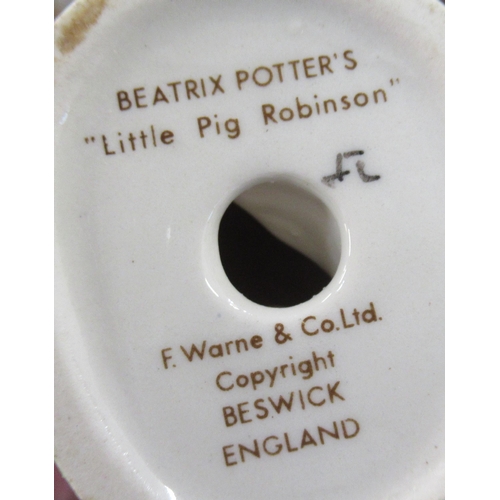 BEATRIX POTTER'S
"Little Pig Robinson"
F. Warne & Co. Ltd.
Copyright
BESWICK
ENGLAND